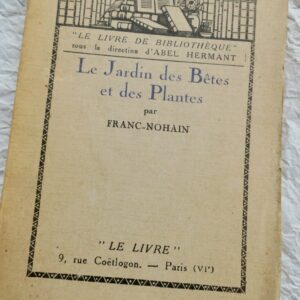 "LE LIVRE DE BIBLIOTHÈQUE"
sous la direction d'ABEL HERMANT
Le Jardin des Bêtes
et des Plantes
par
FRANC-NOHAIN
"LE LIVRE"
9, rue Coëtlogon. — Paris (VIᵉ)